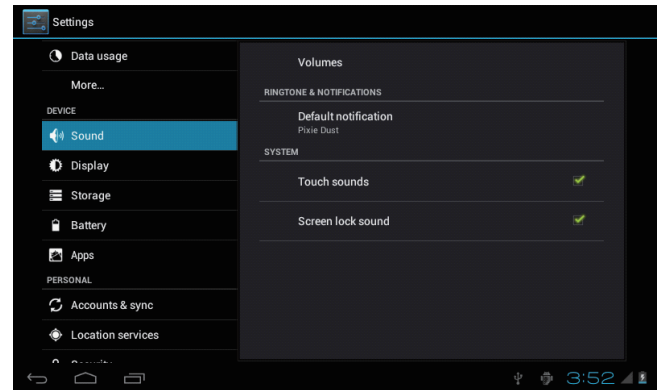 Settings
Data usage
More...
DEVICE
Sound
Display
Storage
Battery
Apps
PERSONAL
Accounts & sync
Location services
Volumes
RINGTONE & NOTIFICATIONS
Default notification
Pixie Dust
SYSTEM
Touch sounds
Screen lock sound
3:52